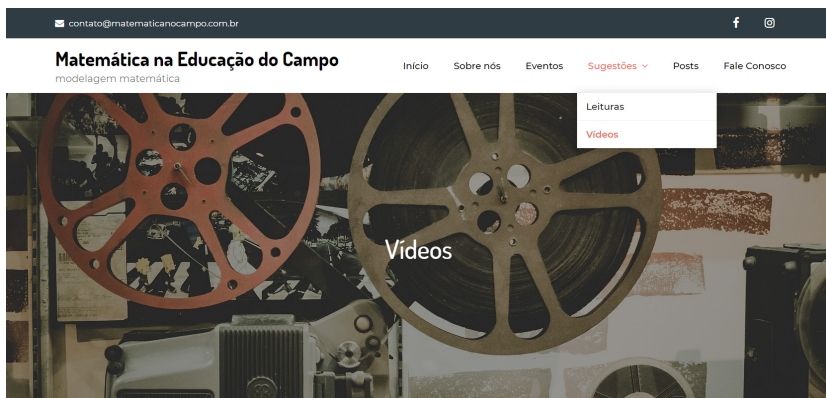 contato@matematicanocampo.com.br
Matemática na Educação do Campo
modelagem matemática
Início Sobre nós Eventos Sugestões Posts Fale Conosco
Leituras
Vídeos
Vídeos